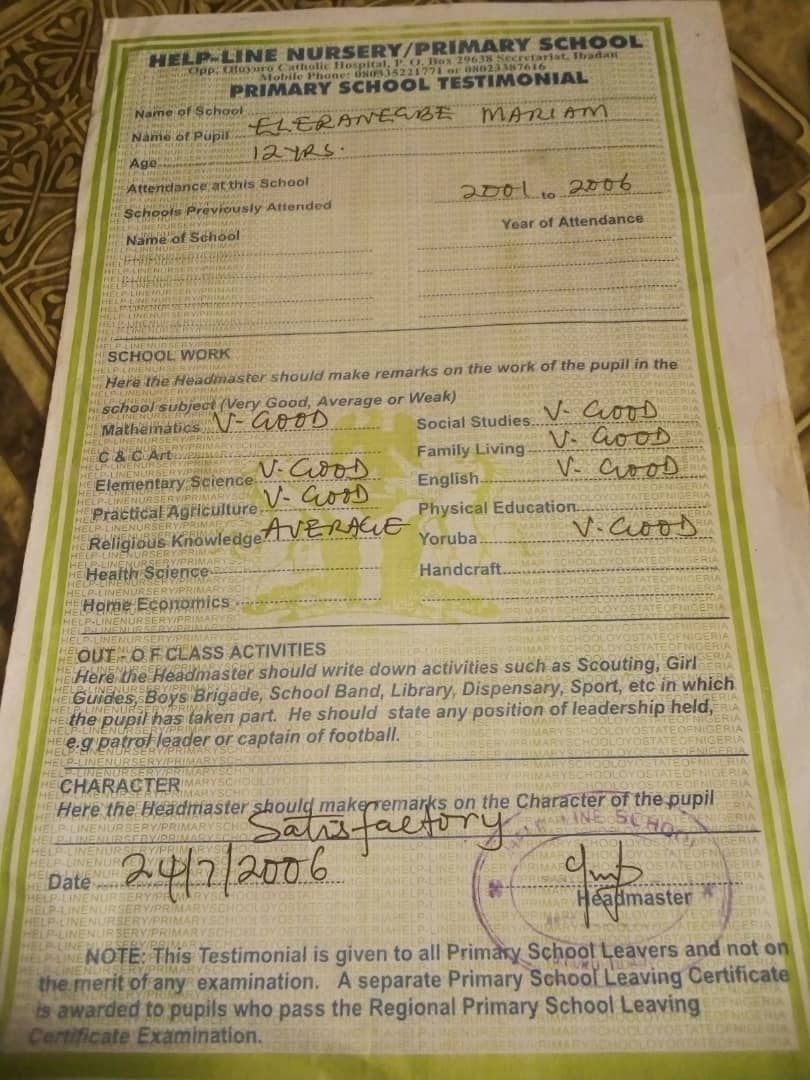 HELP-LINE NURSERY/PRIMARY SCHOOL
Opp. Oluyoro Catholic Hospital, P. O. Box 29638 Secretariat, Ibadan
Mobile Phone: 08035221771 or 08023387616
PRIMARY SCHOOL TESTIMONIAL
Name of School
Name of Pupil ELERANEGBE MARIAM
Age 12 YRS.
Attendance at this School 2001 to 2006
Schools Previously Attended
Name of School Year of Attendance
SCHOOL WORK
Here the Headmaster should make remarks on the work of the pupil in the
school subject (Very Good, Average or Weak)
Mathematics V-GOOD Social Studies V-GOOD
C & C Art Family Living V-GOOD
Elementary Science V-GOOD English V-GOOD
Practical Agriculture V-GOOD Physical Education
Religious Knowledge AVERAGE Yoruba V-GOOD
Health Science Handcraft
Home Economics
OUT - OF CLASS ACTIVITIES
Here the Headmaster should write down activities such as Scouting, Girl
Guides, Boys Brigade, School Band, Library, Dispensary, Sport, etc in which
the pupil has taken part. He should state any position of leadership held,
e.g patrol leader or captain of football.
CHARACTER
Here the Headmaster should make remarks on the Character of the pupil
Satisfactory
Date 24/7/2006
Headmaster
NOTE: This Testimonial is given to all Primary School Leavers and not on
the merit of any examination. A separate Primary School Leaving Certificate
is awarded to pupils who pass the Regional Primary School Leaving
Certificate Examination.